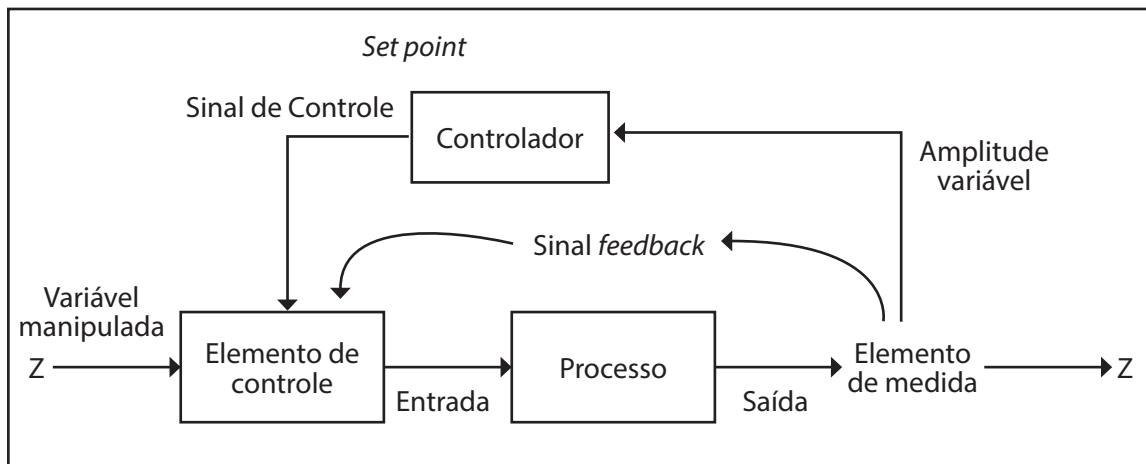 Set point
Sinal de Controle
Controlador
Amplitude
variável
Sinal feedback
Variável
manipulada
Z
Elemento de
controle
Entrada
Processo
Saída
Elemento
de medida
Z